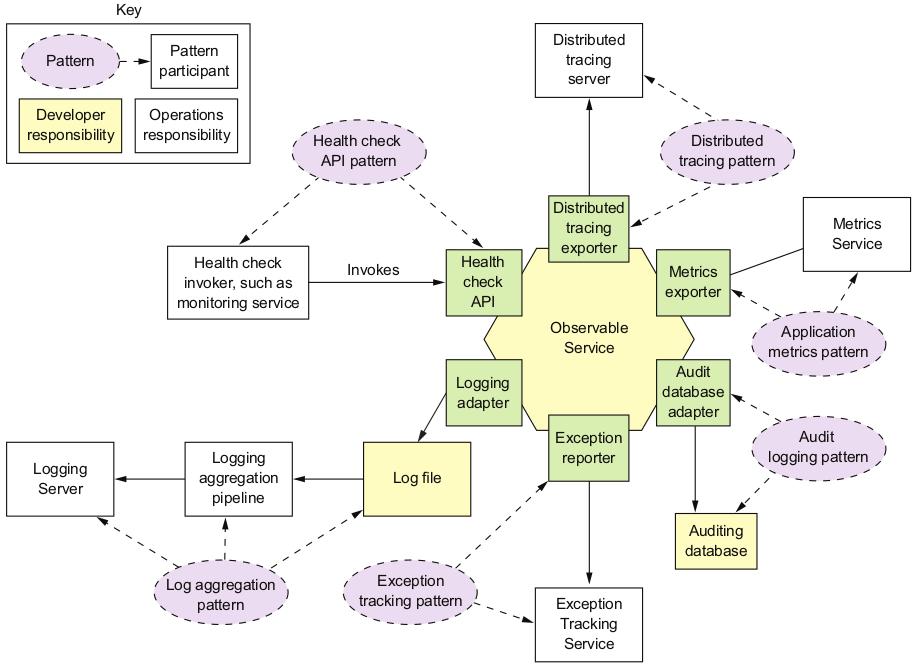 Key
Pattern
Pattern
participant
Developer
responsibility
Operations
responsibility
Distributed
tracing
server
Health check
API pattern
Distributed
tracing pattern
Distributed
tracing
exporter
Metrics
Service
Health check
invoker, such as
monitoring service
Invokes
Health
check
API
Metrics
exporter
Observable
Service
Application
metrics pattern
Logging
adapter
Audit
database
adapter
Exception
reporter
Audit
logging pattern
Logging
Server
Logging
aggregation
pipeline
Log file
Auditing
database
Log aggregation
pattern
Exception
tracking pattern
Exception
Tracking
Service